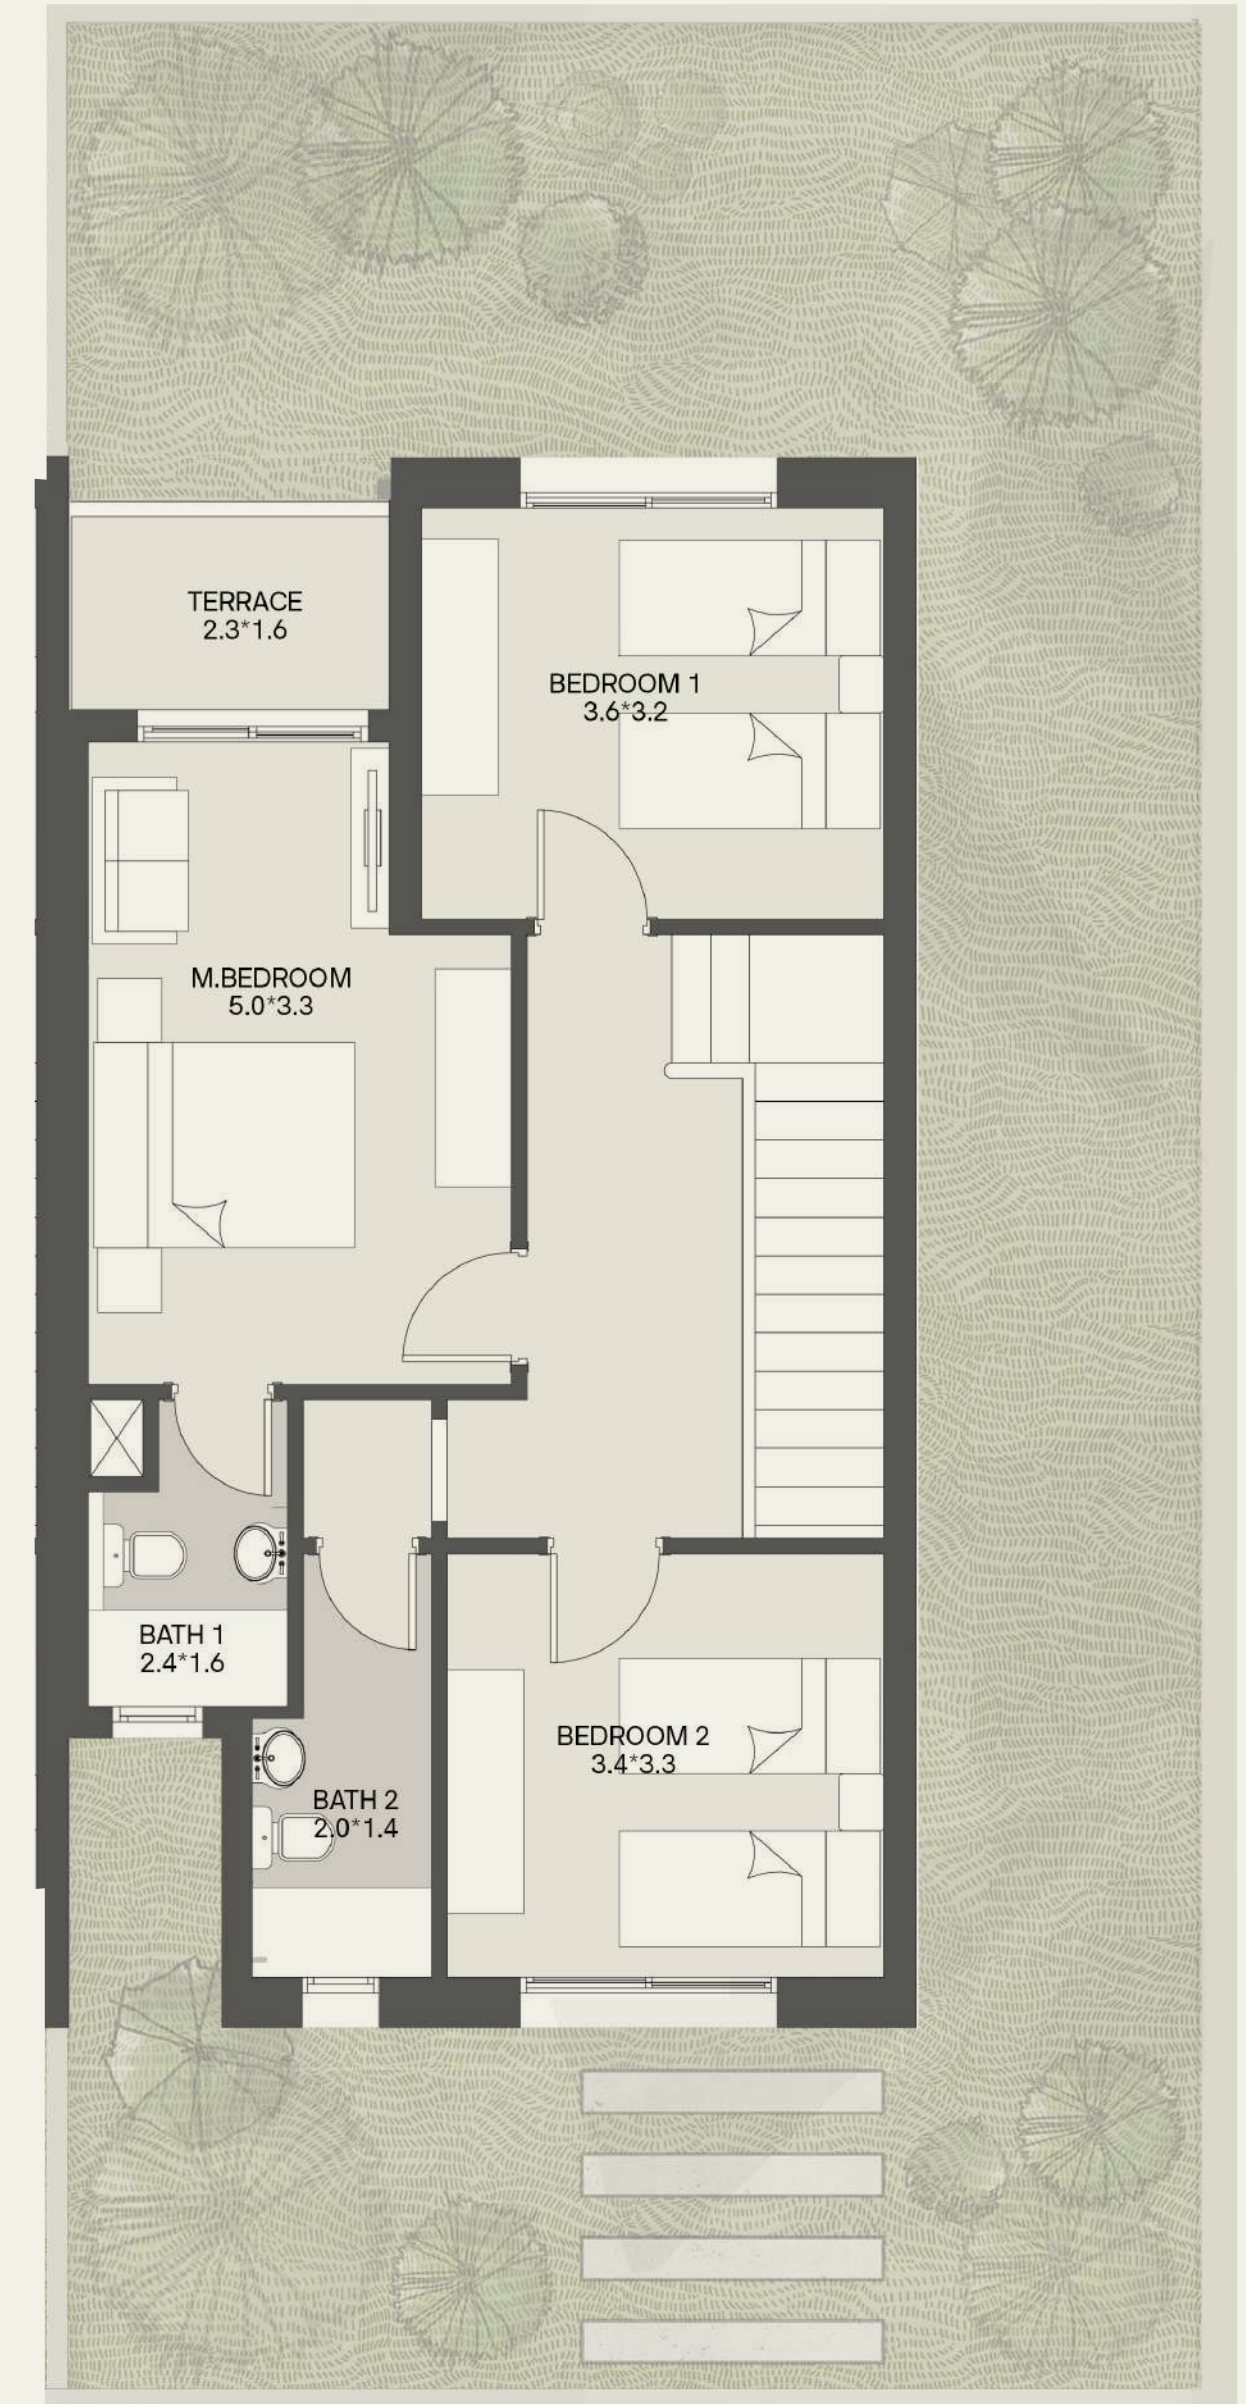 TERRACE
2.3*1.6
BEDROOM 1
3.6*3.2
M.BEDROOM
5.0*3.3
BATH 1
2.4*1.6
BEDROOM 2
3.4*3.3
BATH 2
2.0*1.4